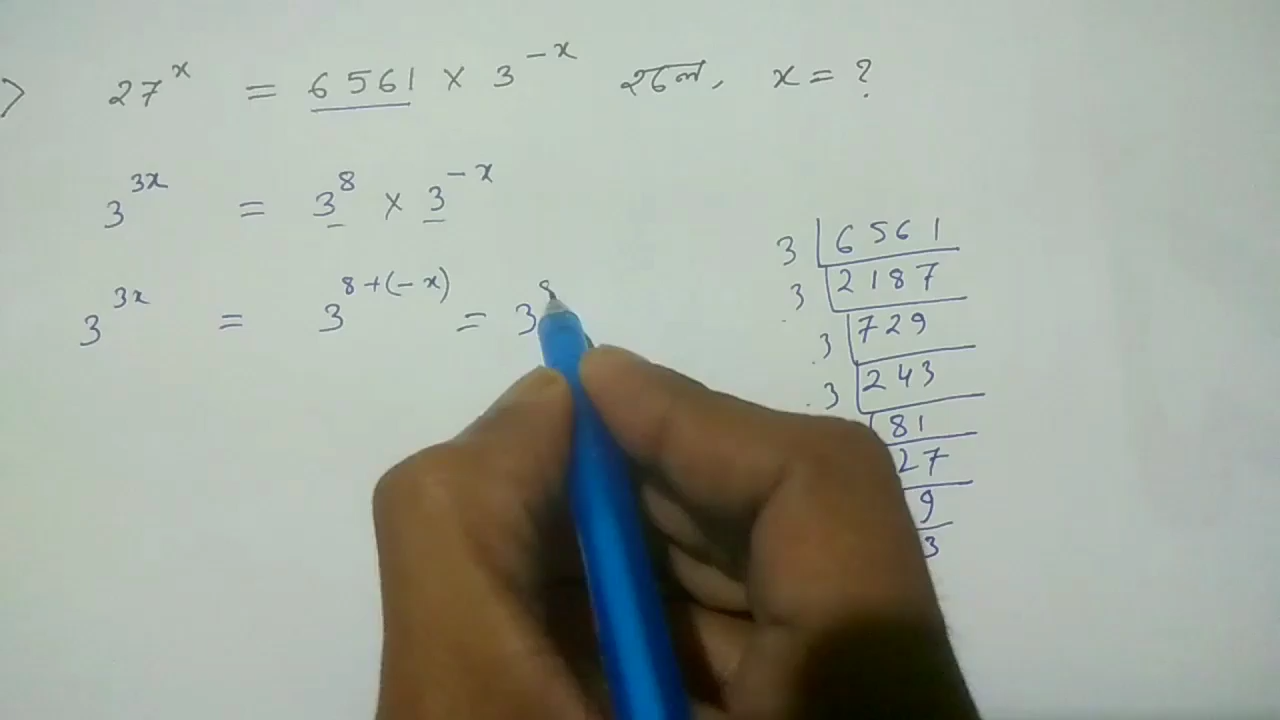 > 27^x = 6561 × 3^-x হলে, x = ?
3^3x = 3^8 × 3^-x
3^3x = 3^8+(-x) = 3^8
3 6561
3 2187
3 729
3 243
81
27
9
3